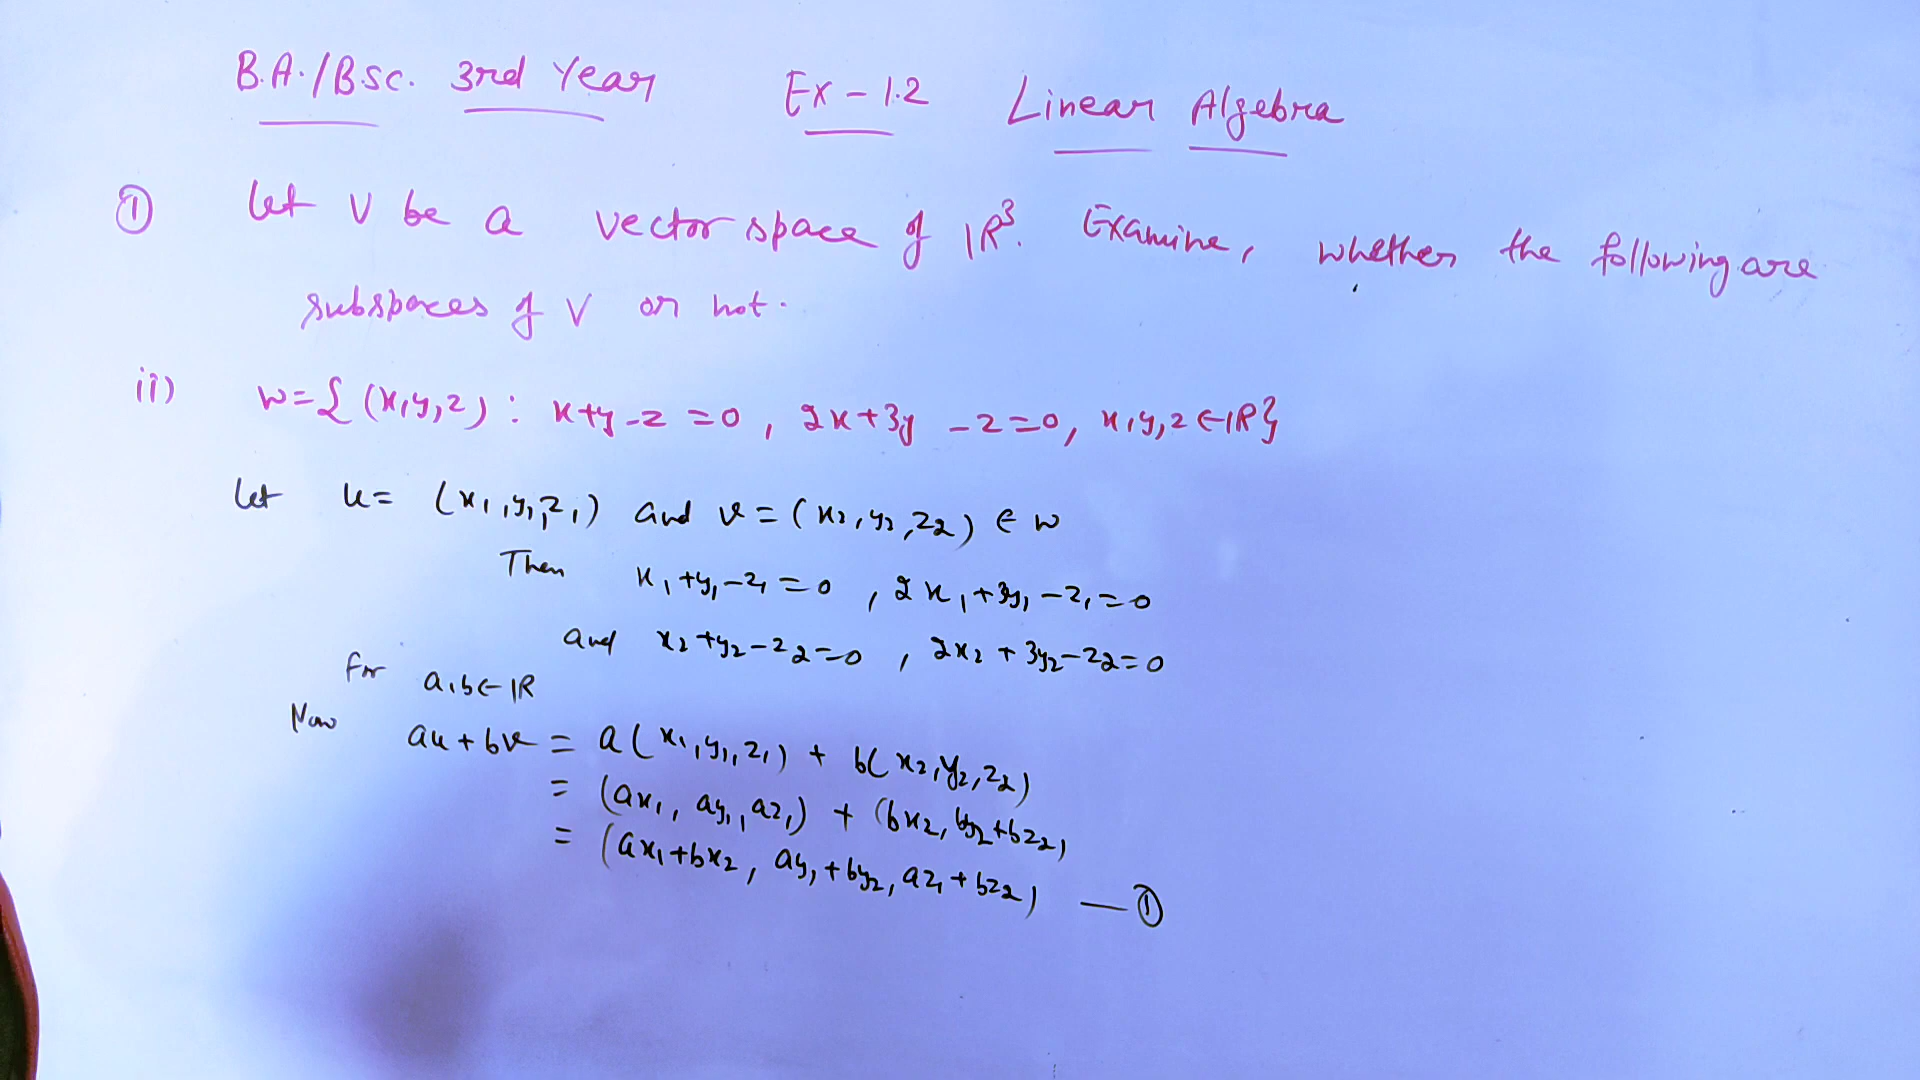 B.A./B.sc. 3rd Year Ex - 1.2 Linear Algebra
① let V be a vector space of IR³. Examine, whether the following are
subspaces of V or not.
ii) W={(x,y,z): x+y-z=0, 2x+3y-z=0, x,y,z∈IR}
let u= (x₁,y₁,z₁) and v=(x₂,y₂,z₂) ∈ W
Then x₁+y₁-z₁=0, 2x₁+3y₁-z₁=0
and x₂+y₂-z₂=0, 2x₂+3y₂-z₂=0
For a,b∈IR
Now au+bv = a(x₁,y₁,z₁) + b(x₂,y₂,z₂)
= (ax₁, ay₁, az₁) + (bx₂, by₂+bz₂)
= (ax₁+bx₂, ay₁+by₂, az₁+bz₂) —①